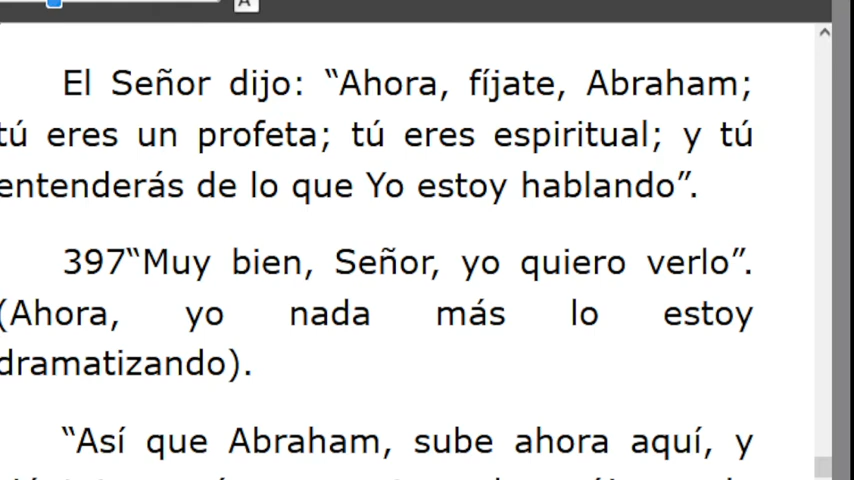 A
El Señor dijo: “Ahora, fíjate, Abraham;
tú eres un profeta; tú eres espiritual; y tú
entenderás de lo que Yo estoy hablando”.
397“Muy bien, Señor, yo quiero verlo”.
(Ahora, yo nada más lo estoy
dramatizando).
“Así que Abraham, sube ahora aquí, y